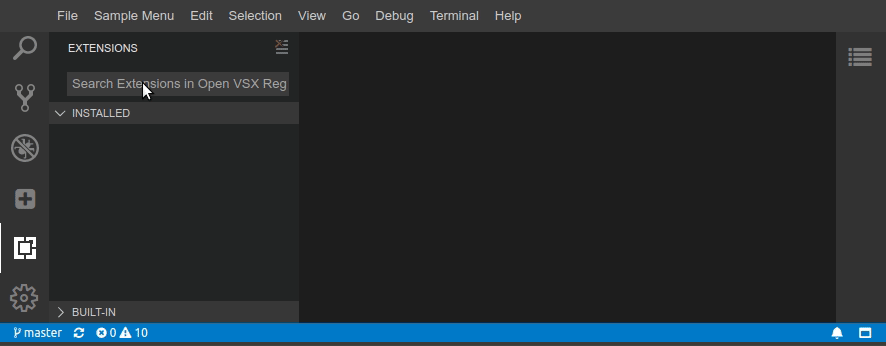 File Sample Menu Edit Selection View Go Debug Terminal Help
EXTENSIONS
Search Extensions in Open VSX Reg
INSTALLED
BUILT-IN
master 0 10